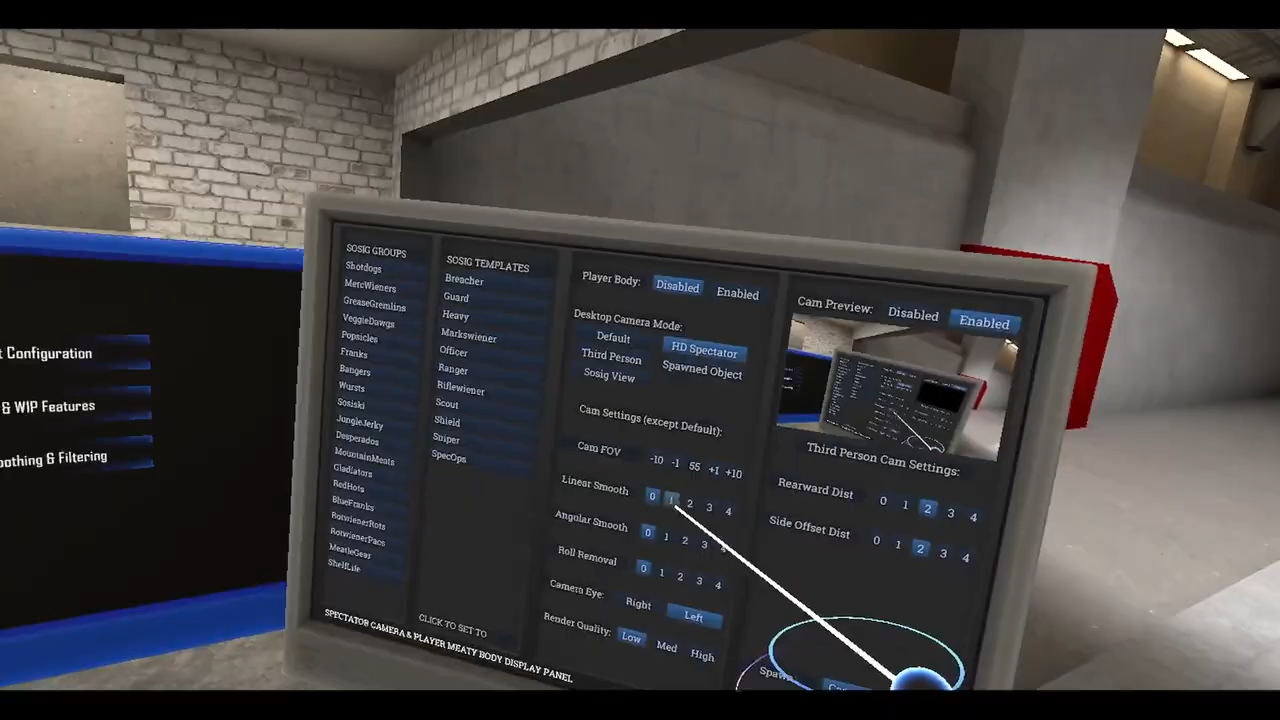 t Configuration
& WIP Features
oothing & Filtering
SOSIG GROUPS
Shotdogs
MercWieners
GreaseGremlins
VeggieDawgs
Popsicles
Franks
Bangers
Wursts
Sosiski
JungleJerky
Desperados
MountainMeats
Gladiators
RedHots
BlueFranks
RotwienerRots
RotwienerPacs
MeatleGear
ShelfLife
SOSIG TEMPLATES
Breacher
Guard
Heavy
Markswiener
Officer
Ranger
Riflewiener
Scout
Shield
Sniper
SpecOps
CLICK TO SET TO
SPECTATOR CAMERA & PLAYER MEATY BODY DISPLAY PANEL
Player Body: Disabled Enabled
Desktop Camera Mode:
Default HD Spectator
Third Person Spawned Object
Sosig View
Cam Settings (except Default):
Cam FOV -10 -1 55 +1 +10
Linear Smooth 0 1 2 3 4
Angular Smooth 0 1 2 3 4
Roll Removal 0 1 2 3 4
Camera Eye: Right Left
Render Quality: Low Med High
Cam Preview: Disabled Enabled
Third Person Cam Settings:
Rearward Dist 0 1 2 3 4
Side Offset Dist 0 1 2 3 4
Spawn